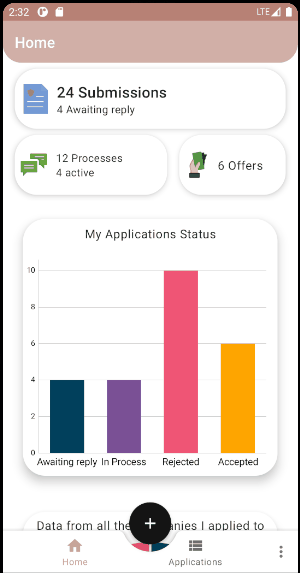 2:32
LTE
Home
24 Submissions
4 Awaiting reply
12 Processes
4 active
6 Offers
My Applications Status
10
8
6
4
2
0
Awaiting reply In Process Rejected Accepted
Data from all the nies I applied to
+
Home
Applications